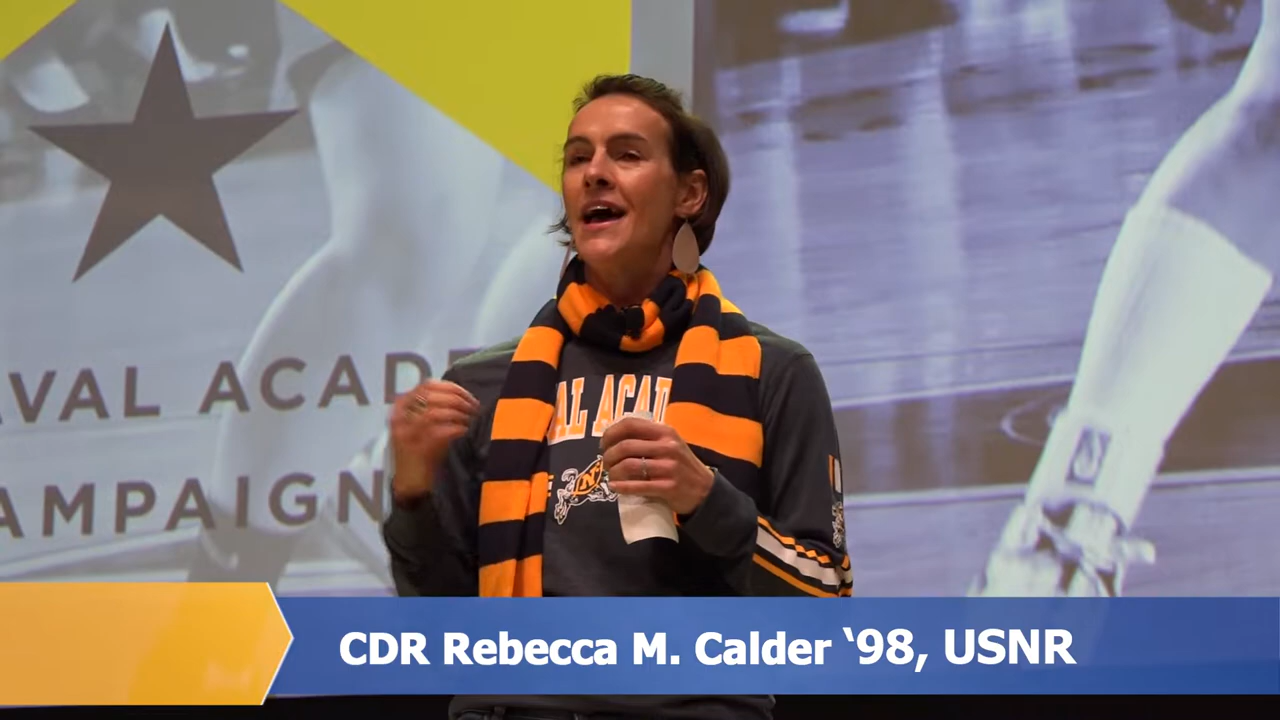 AVAL ACAD
AMPAIGN
AL ACAD
N
CDR Rebecca M. Calder ‘98, USNR